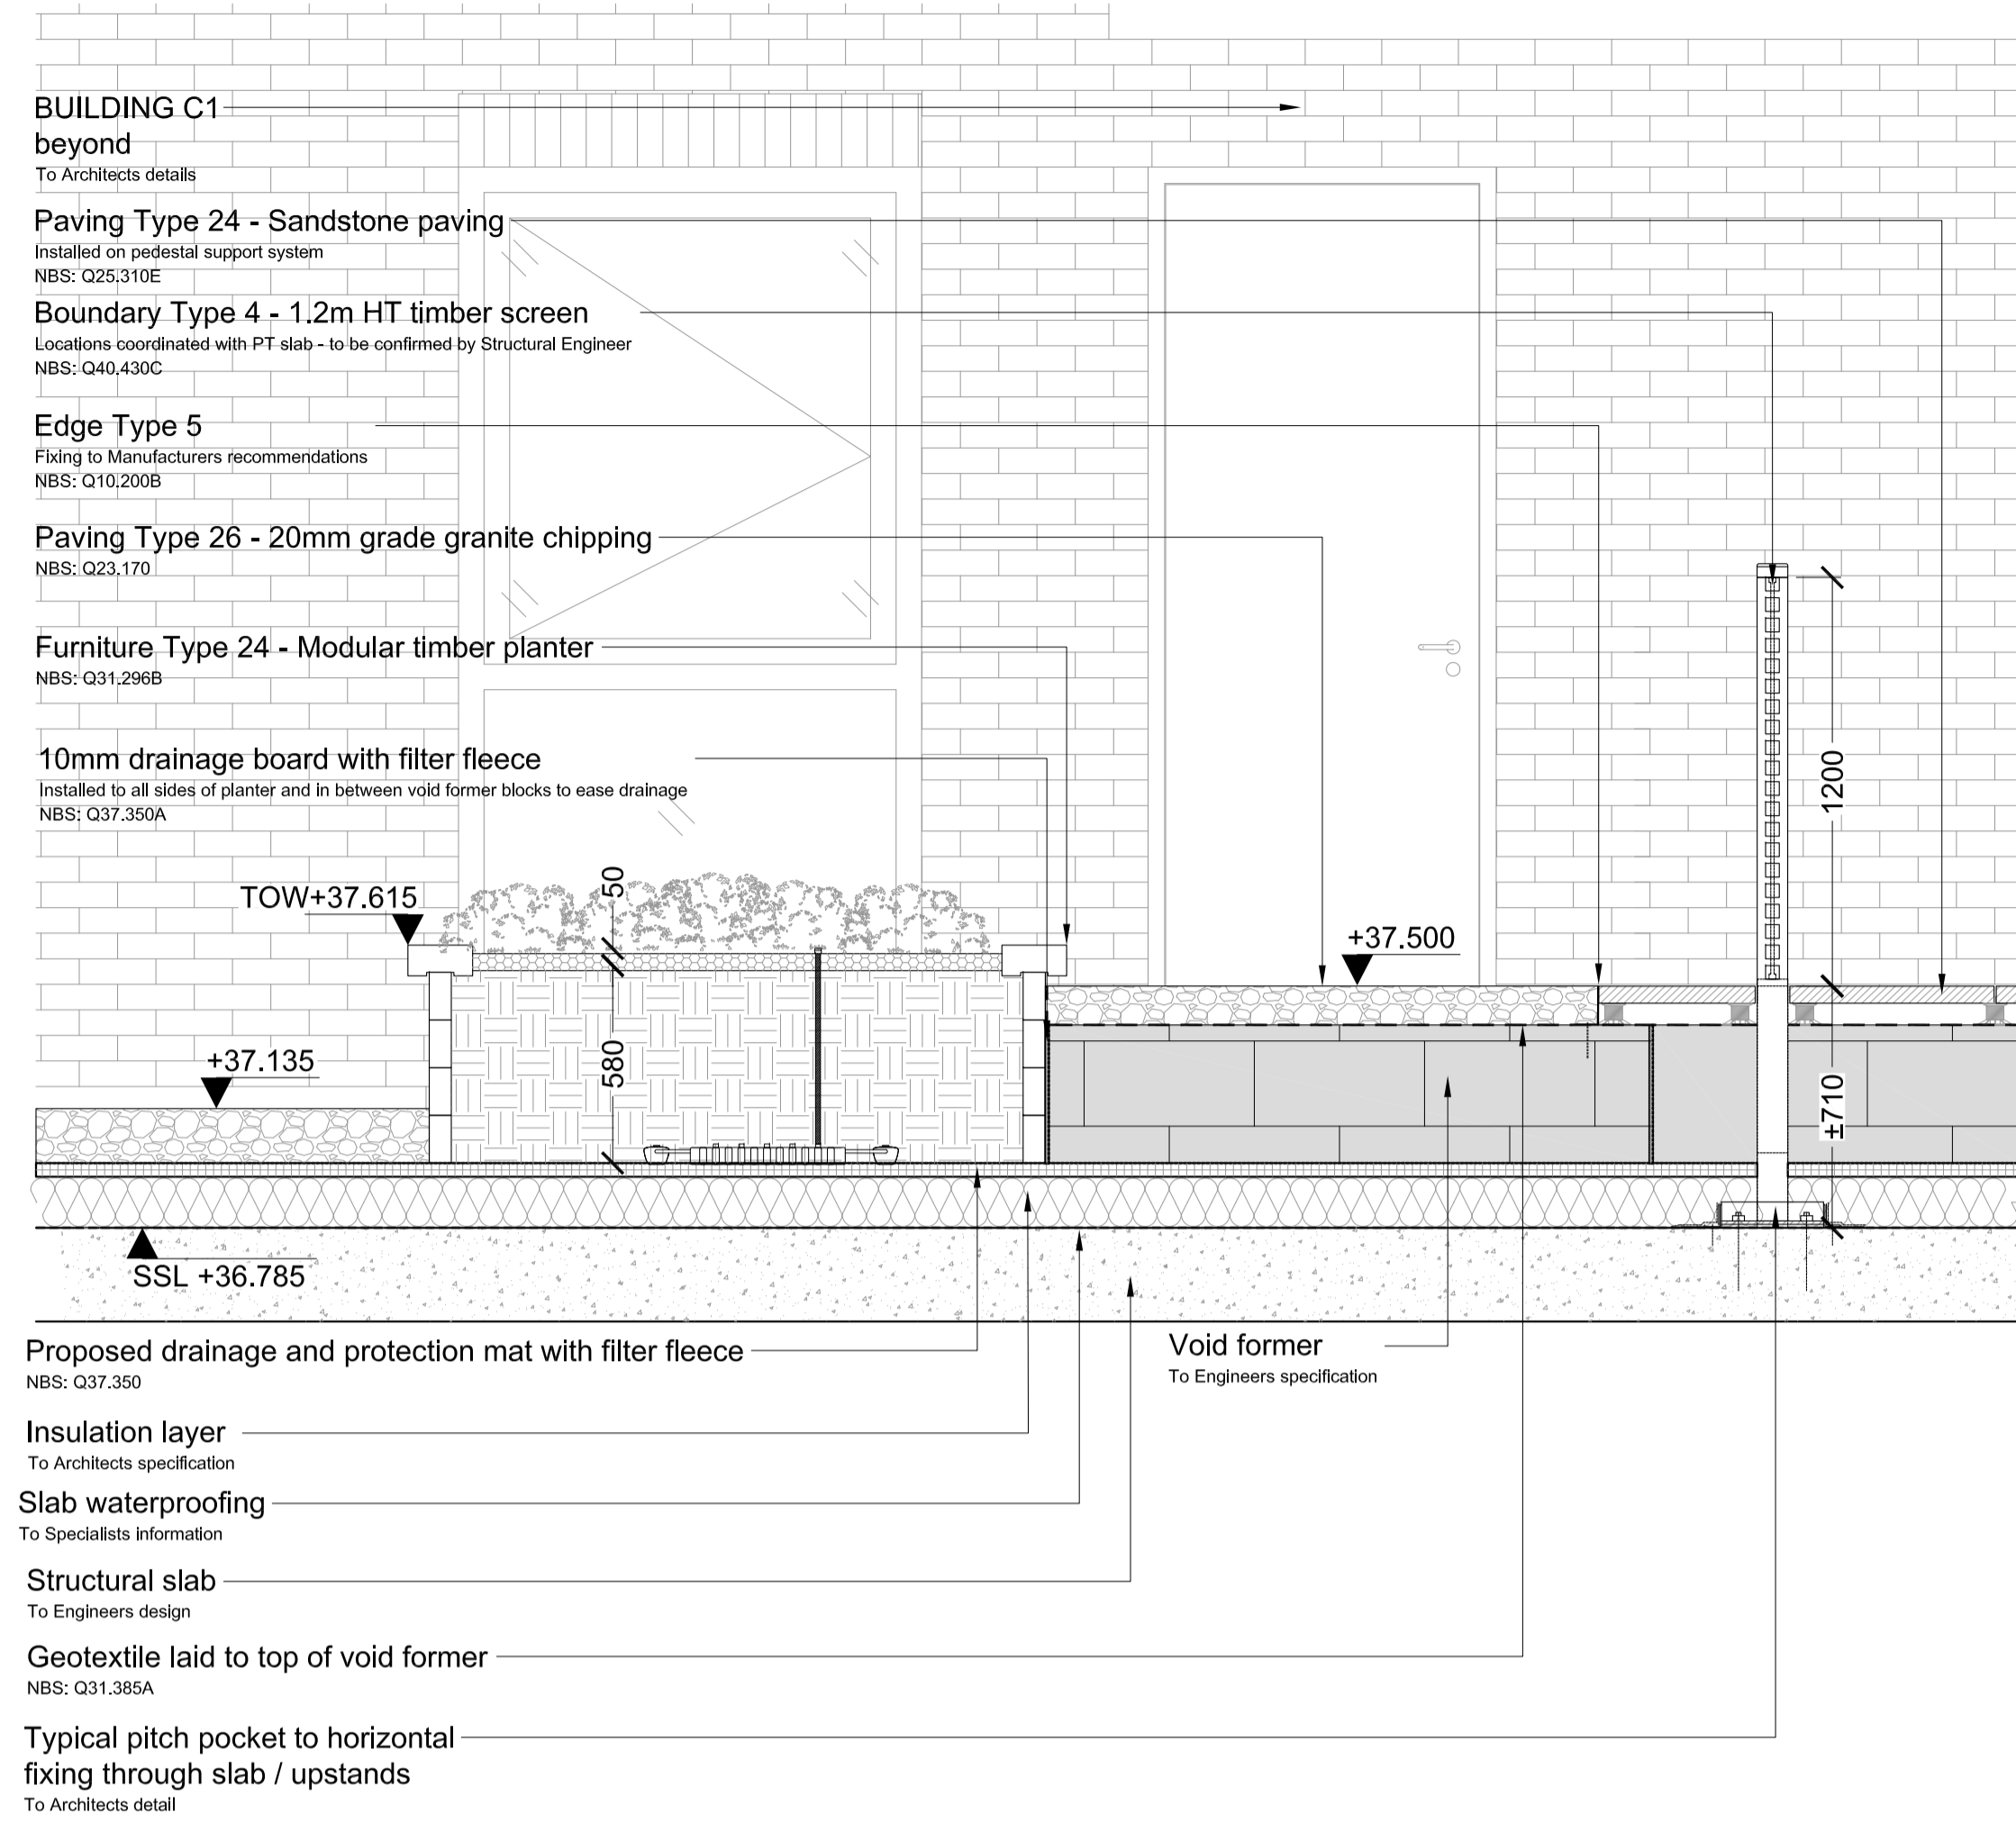 BUILDING C1
beyond
To Architects details
Paving Type 24 - Sandstone paving
Installed on pedestal support system
NBS: Q25.310E
Boundary Type 4 - 1.2m HT timber screen
Locations coordinated with PT slab - to be confirmed by Structural Engineer
NBS: Q40.430C
Edge Type 5
Fixing to Manufacturers recommendations
NBS: Q10.200B
Paving Type 26 - 20mm grade granite chipping
NBS: Q23.170
Furniture Type 24 - Modular timber planter
NBS: Q31.296B
10mm drainage board with filter fleece
Installed to all sides of planter and in between void former blocks to ease drainage
NBS: Q37.350A
1200
50
TOW+37.615
+37.500
+37.135
580
±710
SSL +36.785
Proposed drainage and protection mat with filter fleece
NBS: Q37.350
Void former
To Engineers specification
Insulation layer
To Architects specification
Slab waterproofing
To Specialists information
Structural slab
To Engineers design
Geotextile laid to top of void former
NBS: Q31.385A
Typical pitch pocket to horizontal
fixing through slab / upstands
To Architects detail